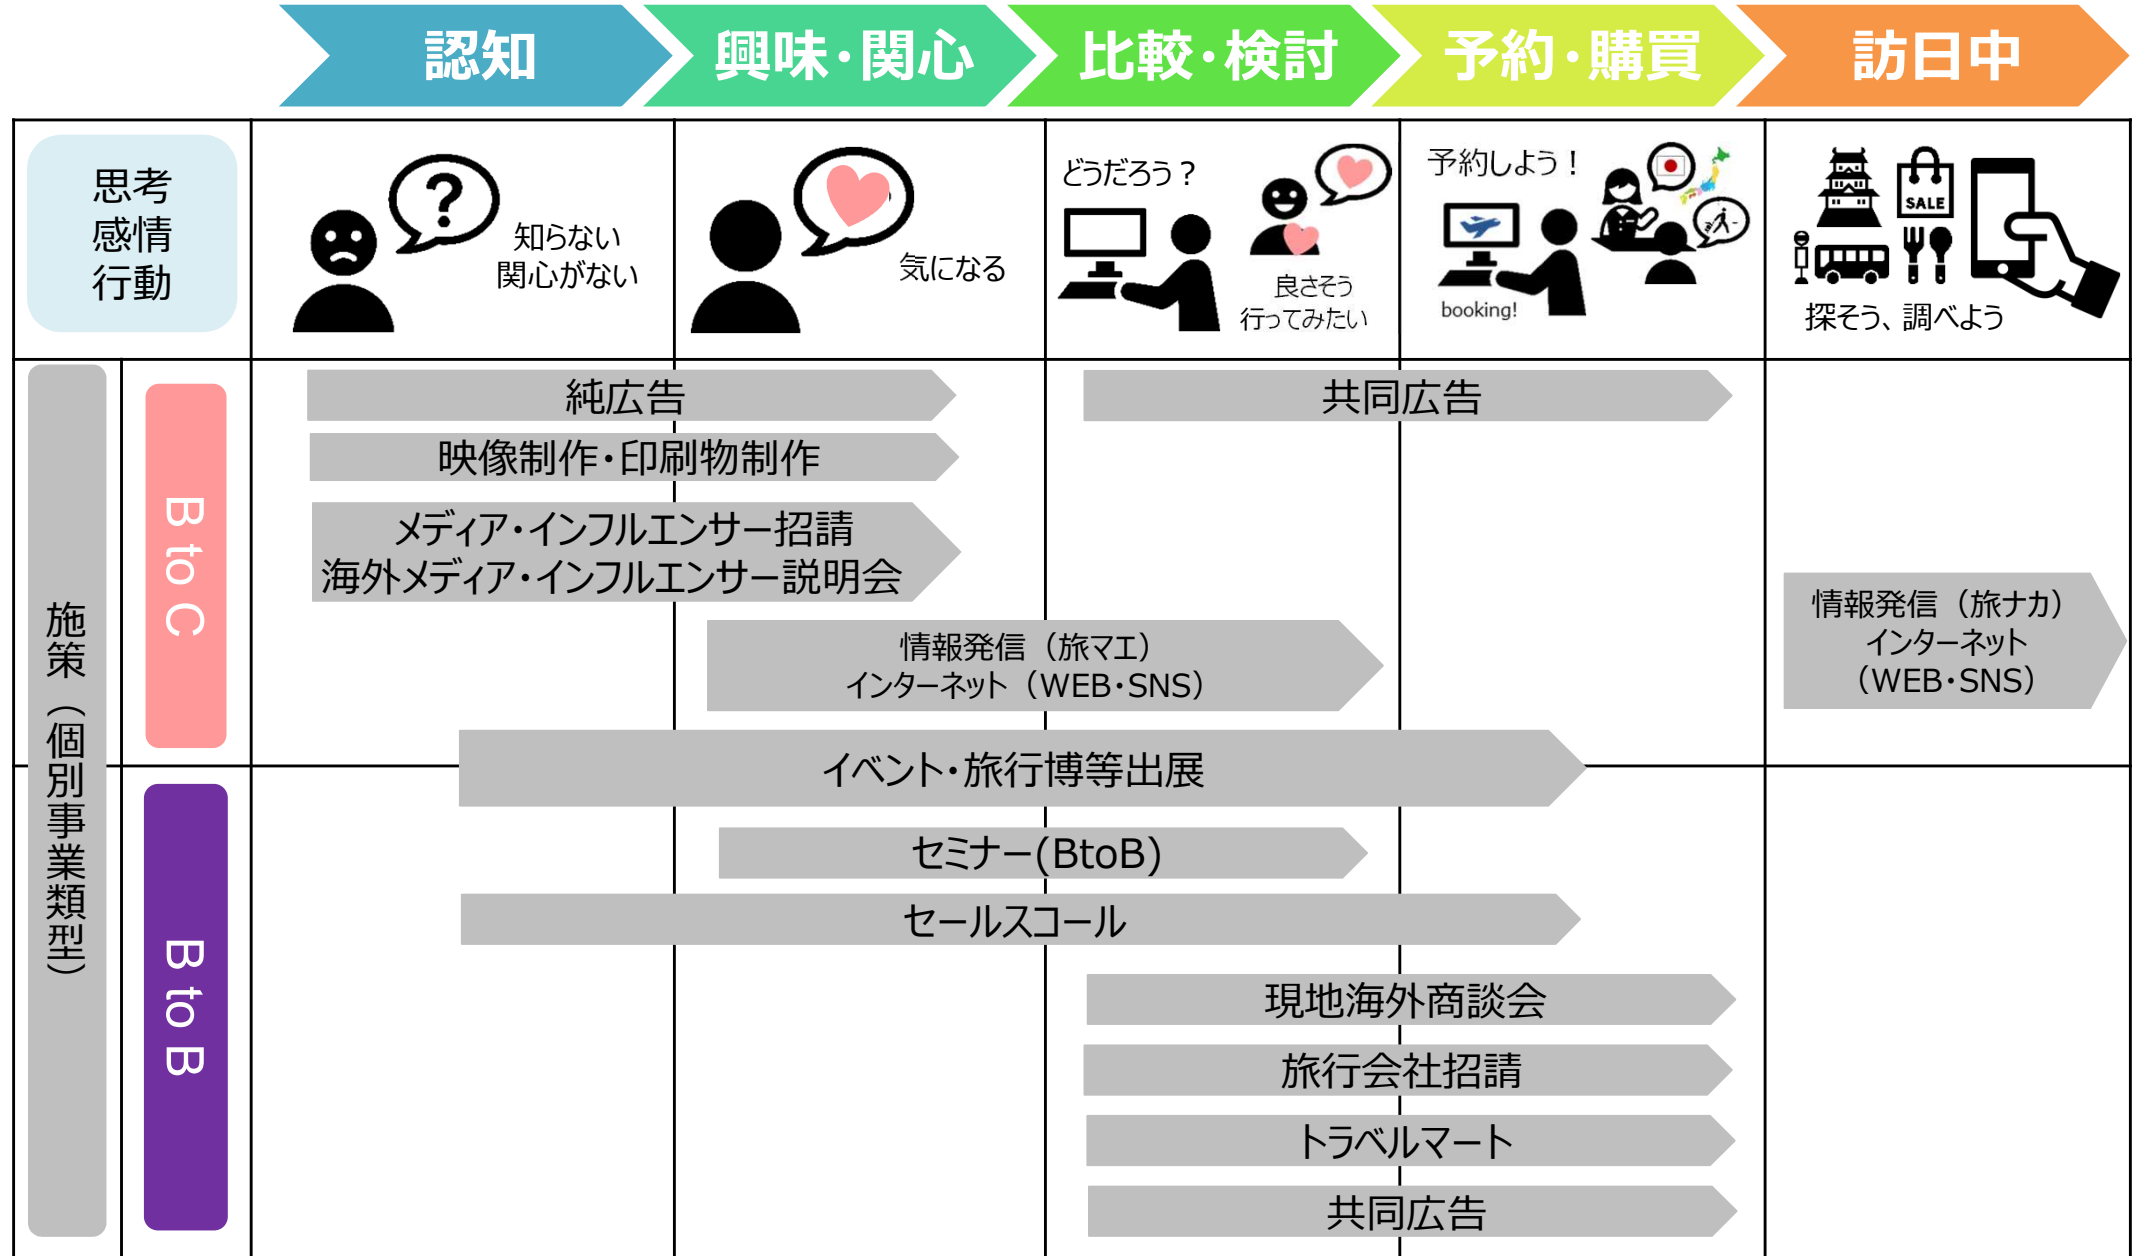 認知
興味・関心
比較・検討
予約・購買
訪日中
思考
感情
行動
?
知らない
関心がない
気になる
どうだろう?
良さそう
行ってみたい
予約しよう!
booking!
SALE
探そう、調べよう
施策(個別事業類型)
B to C
純広告
共同広告
映像制作・印刷物制作
メディア・インフルエンサー招請
海外メディア・インフルエンサー説明会
情報発信(旅マエ)
インターネット(WEB・SNS)
情報発信(旅ナカ)
インターネット
(WEB・SNS)
イベント・旅行博等出展
B to B
セミナー(BtoB)
セールスコール
現地海外商談会
旅行会社招請
トラベルマート
共同広告